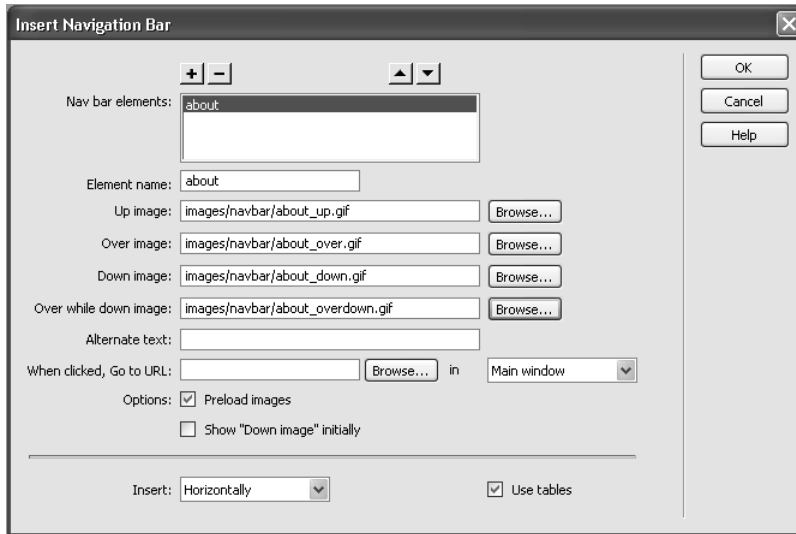 Insert Navigation Bar
OK
Nav bar elements: about
Cancel
Help
Element name: about
Up image: images/navbar/about_up.gif Browse...
Over image: images/navbar/about_over.gif Browse...
Down image: images/navbar/about_down.gif Browse...
Over while down image: images/navbar/about_overdown.gif Browse...
Alternate text:
When clicked, Go to URL: Browse... in Main window
Options: Preload images
Show "Down image" initially
Insert: Horizontally Use tables